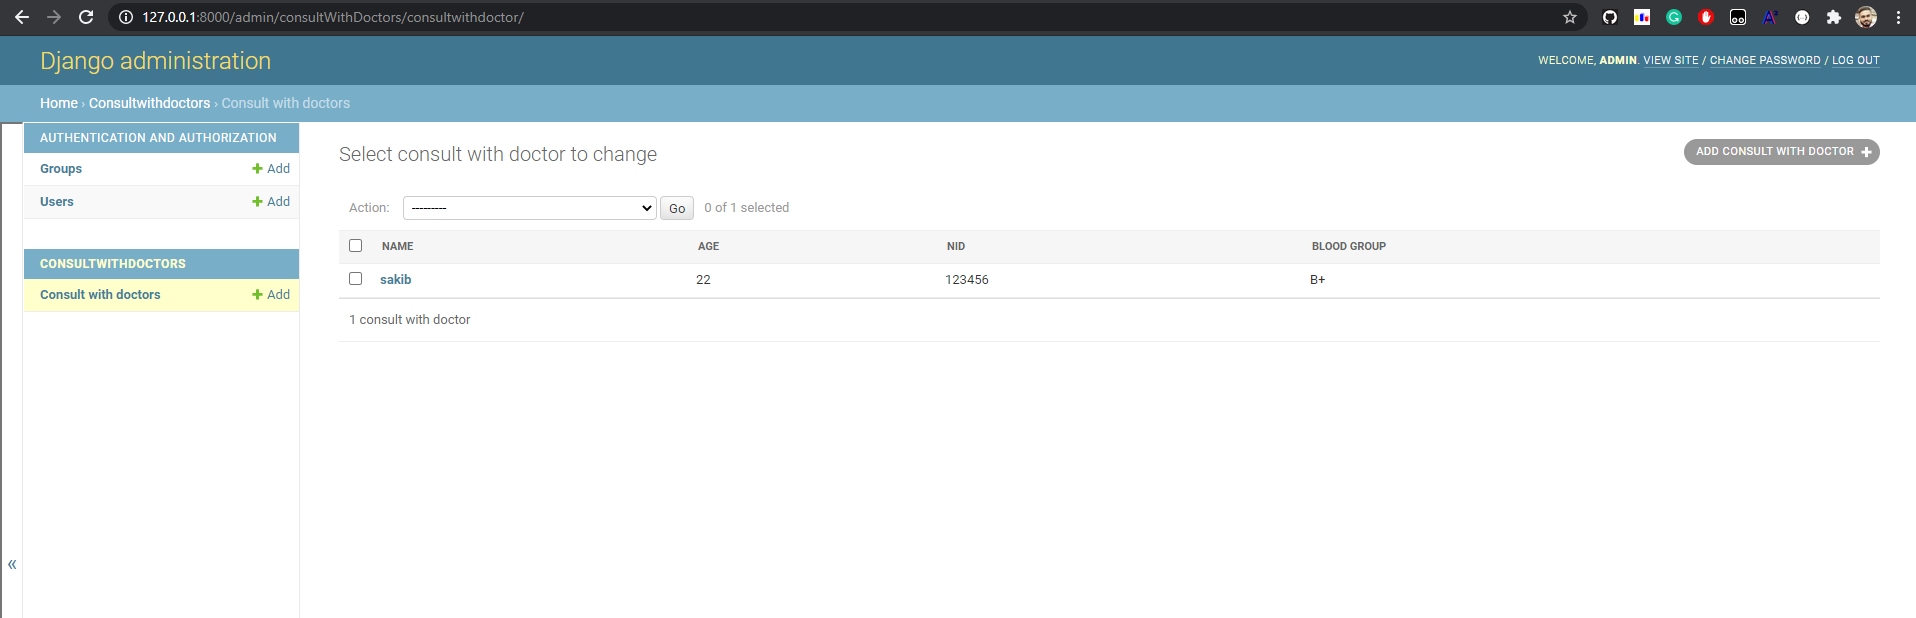 127.0.0.1:8000/admin/consultWithDoctors/consultwithdoctor/
Django administration
WELCOME, ADMIN. VIEW SITE / CHANGE PASSWORD / LOG OUT
Home › Consultwithdoctors › Consult with doctors
AUTHENTICATION AND AUTHORIZATION
Groups + Add
Users + Add
CONSULTWITHDOCTORS
Consult with doctors + Add
«
Select consult with doctor to change
ADD CONSULT WITH DOCTOR +
Action: --------- Go 0 of 1 selected
NAME AGE NID BLOOD GROUP
sakib 22 123456 B+
1 consult with doctor